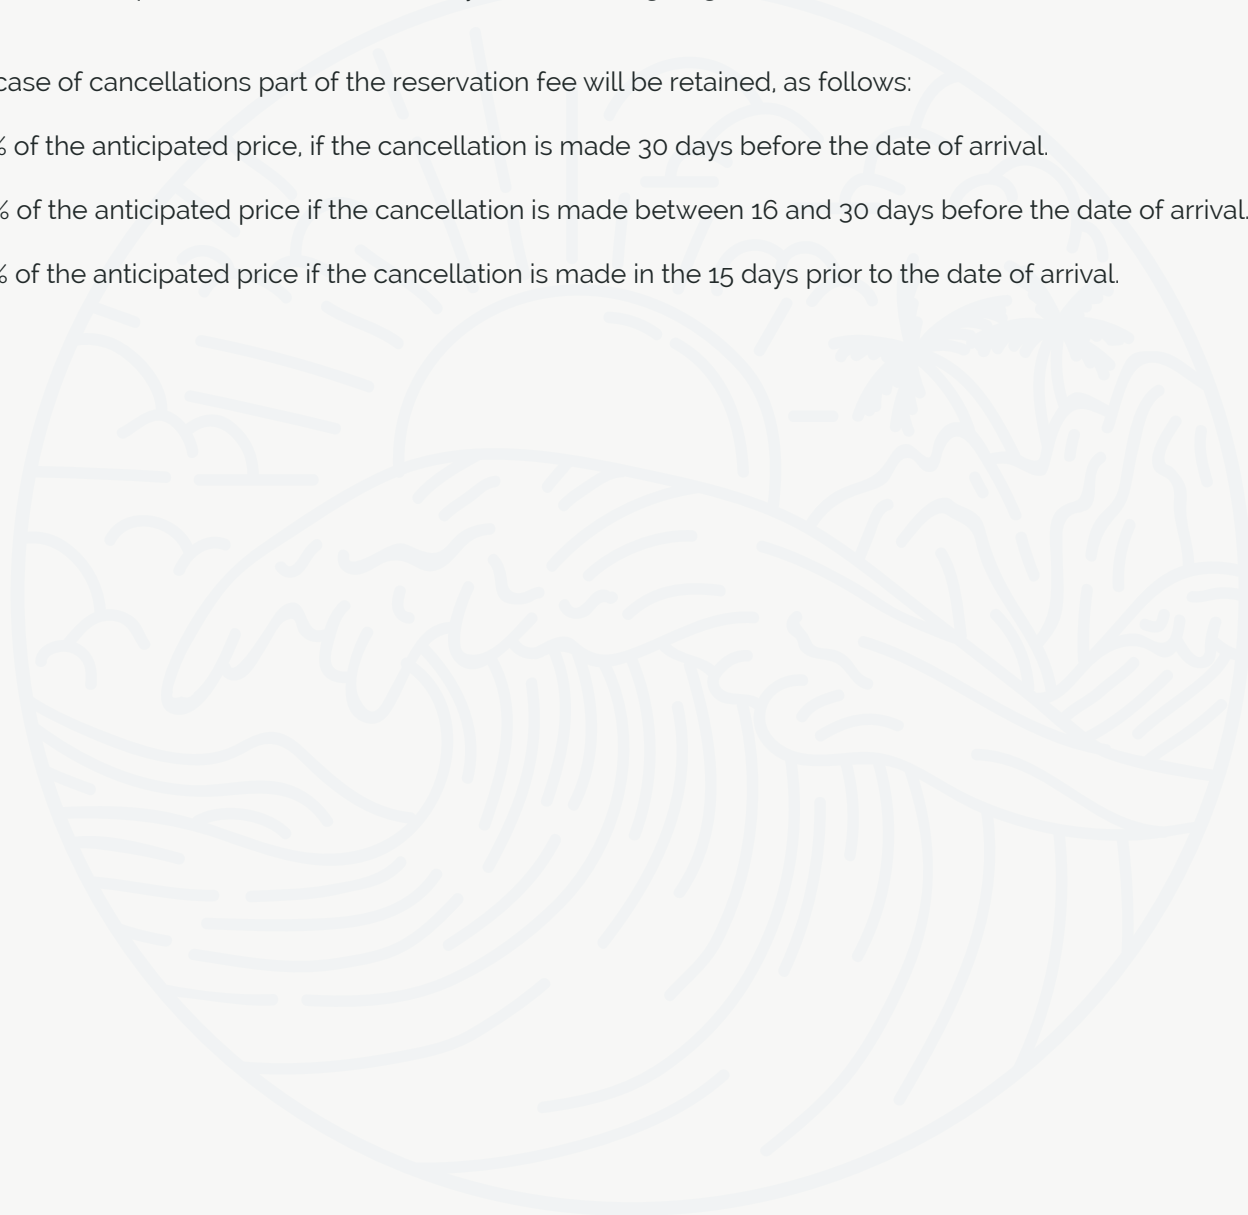 case of cancellations part of the reservation fee will be retained, as follows:
% of the anticipated price, if the cancellation is made 30 days before the date of arrival.
% of the anticipated price if the cancellation is made between 16 and 30 days before the date of arrival.
% of the anticipated price if the cancellation is made in the 15 days prior to the date of arrival.